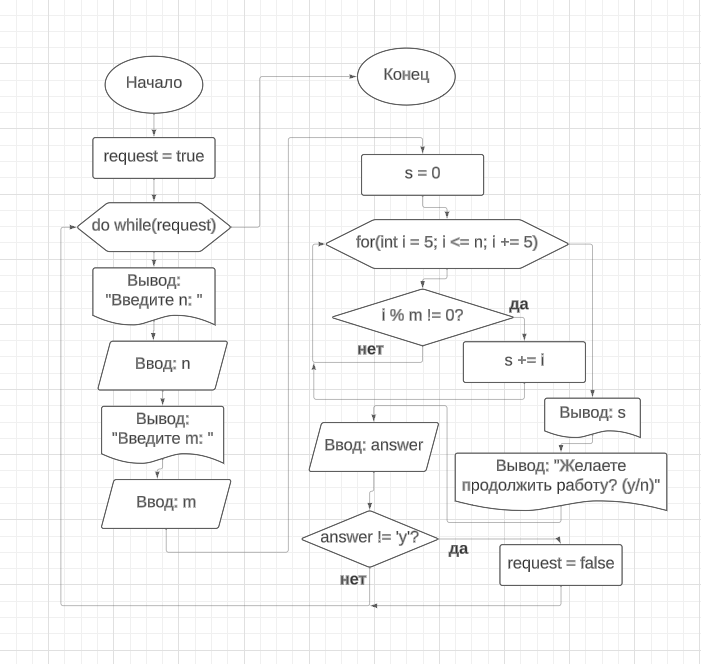 Начало
request = true
do while(request)
Вывод:
"Введите n: "
Ввод: n
Вывод:
"Введите m: "
Ввод: m
Конец
s = 0
for(int i = 5; i <= n; i += 5)
i % m != 0?
да
нет
s += i
Вывод: s
Вывод: "Желаете
продолжить работу? (y/n)"
Ввод: answer
answer != 'y'?
да
нет
request = false